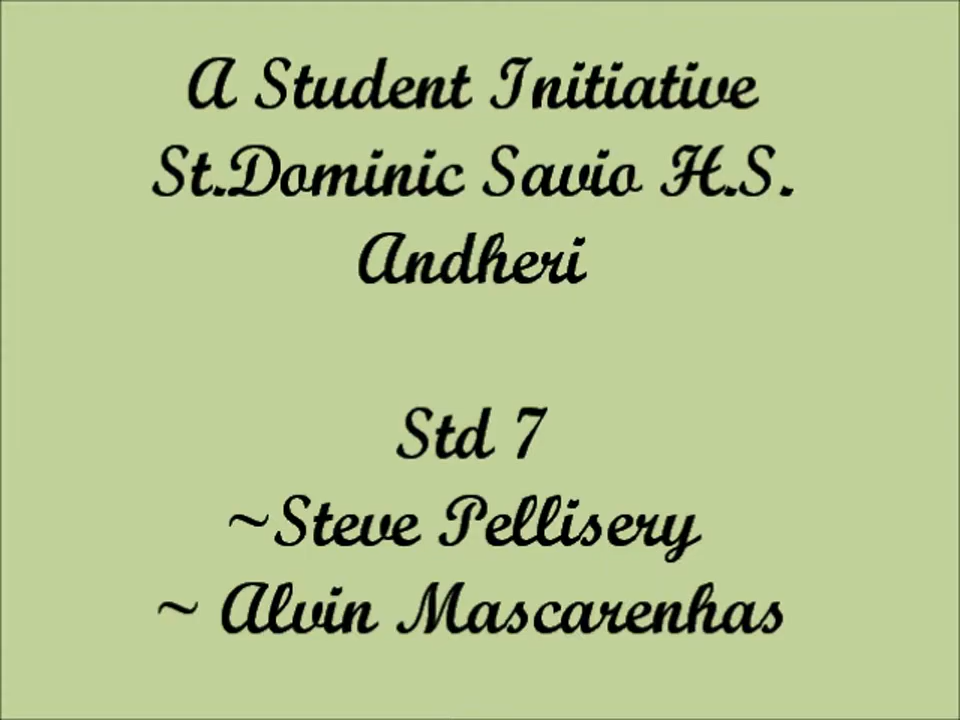 A Student Initiative
St.Dominic Savio H.S.
Andheri
Std 7
~Steve Pellisery
~ Alvin Mascarenhas